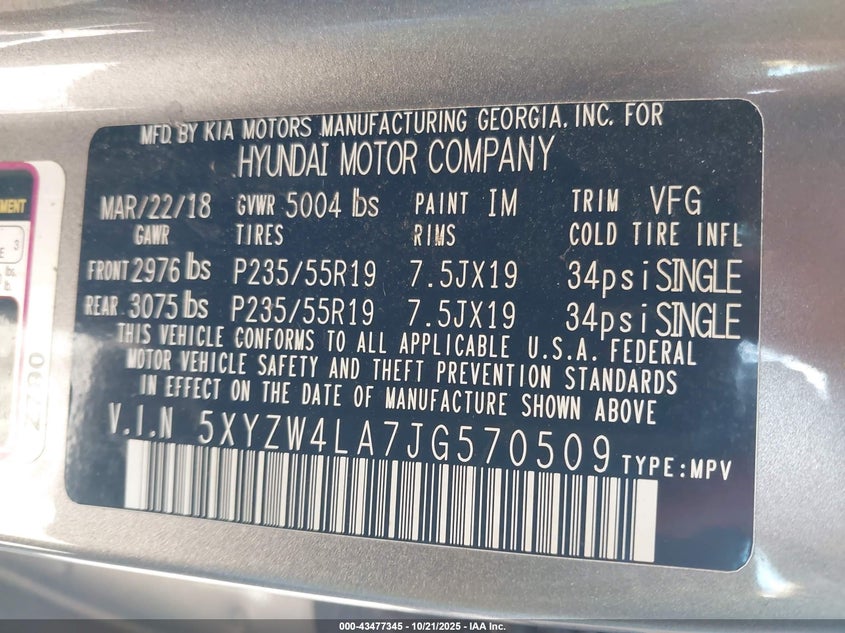 MFD. BY KIA MOTORS MANUFACTURING GEORGIA, INC. FOR
HYUNDAI MOTOR COMPANY
MAR/22/18 GVWR 5004 lbs PAINT IM TRIM VFG
GAWR TIRES RIMS COLD TIRE INFL
FRONT 2976 lbs P235/55R19 7.5JX19 34psi SINGLE
REAR 3075 lbs P235/55R19 7.5JX19 34psi SINGLE
THIS VEHICLE CONFORMS TO ALL APPLICABLE U.S.A. FEDERAL
MOTOR VEHICLE SAFETY AND THEFT PREVENTION STANDARDS
IN EFFECT ON THE DATE OF MANUFACTURE SHOWN ABOVE
V.I.N 5XYZW4LA7JG570509 TYPE:MPV
3
lbs.
000-43477345 - 10/21/2025 - IAA Inc.